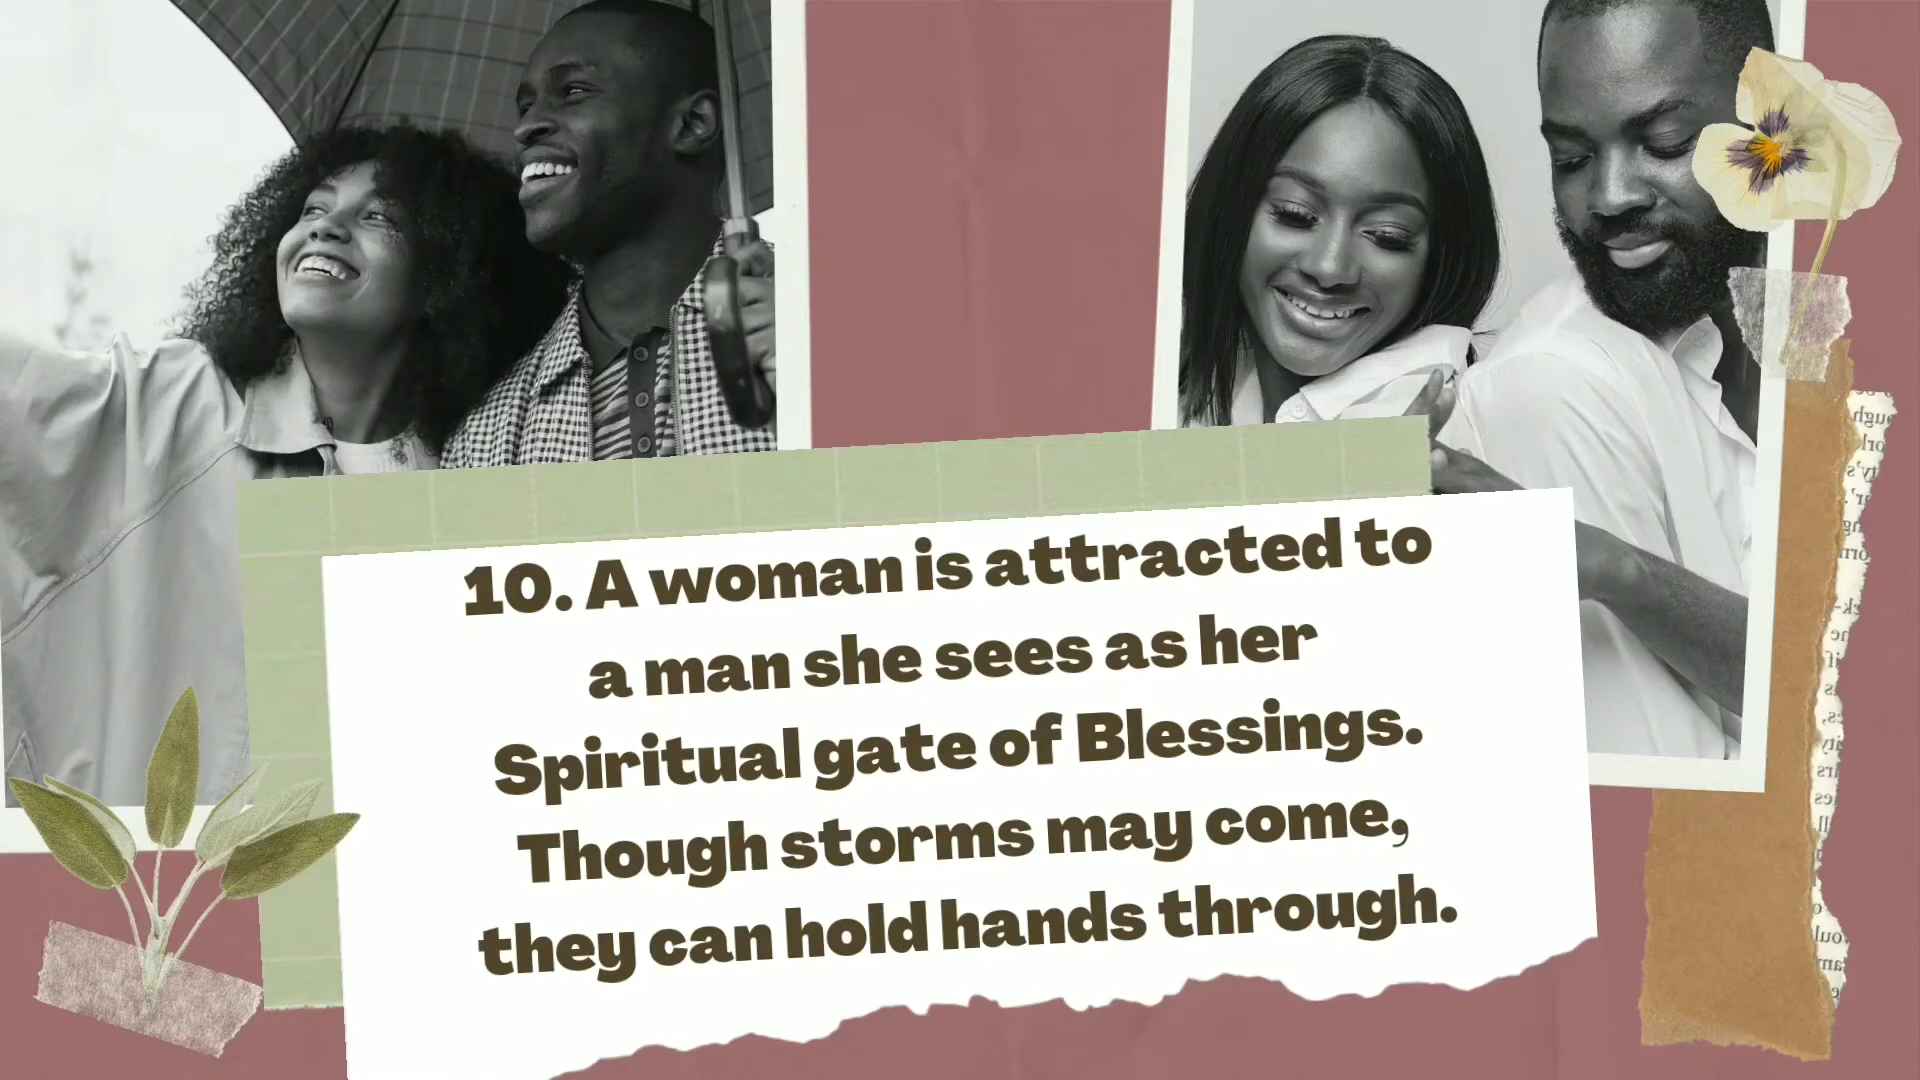 10. A woman is attracted to
a man she sees as her
Spiritual gate of Blessings.
Though storms may come,
they can hold hands through.